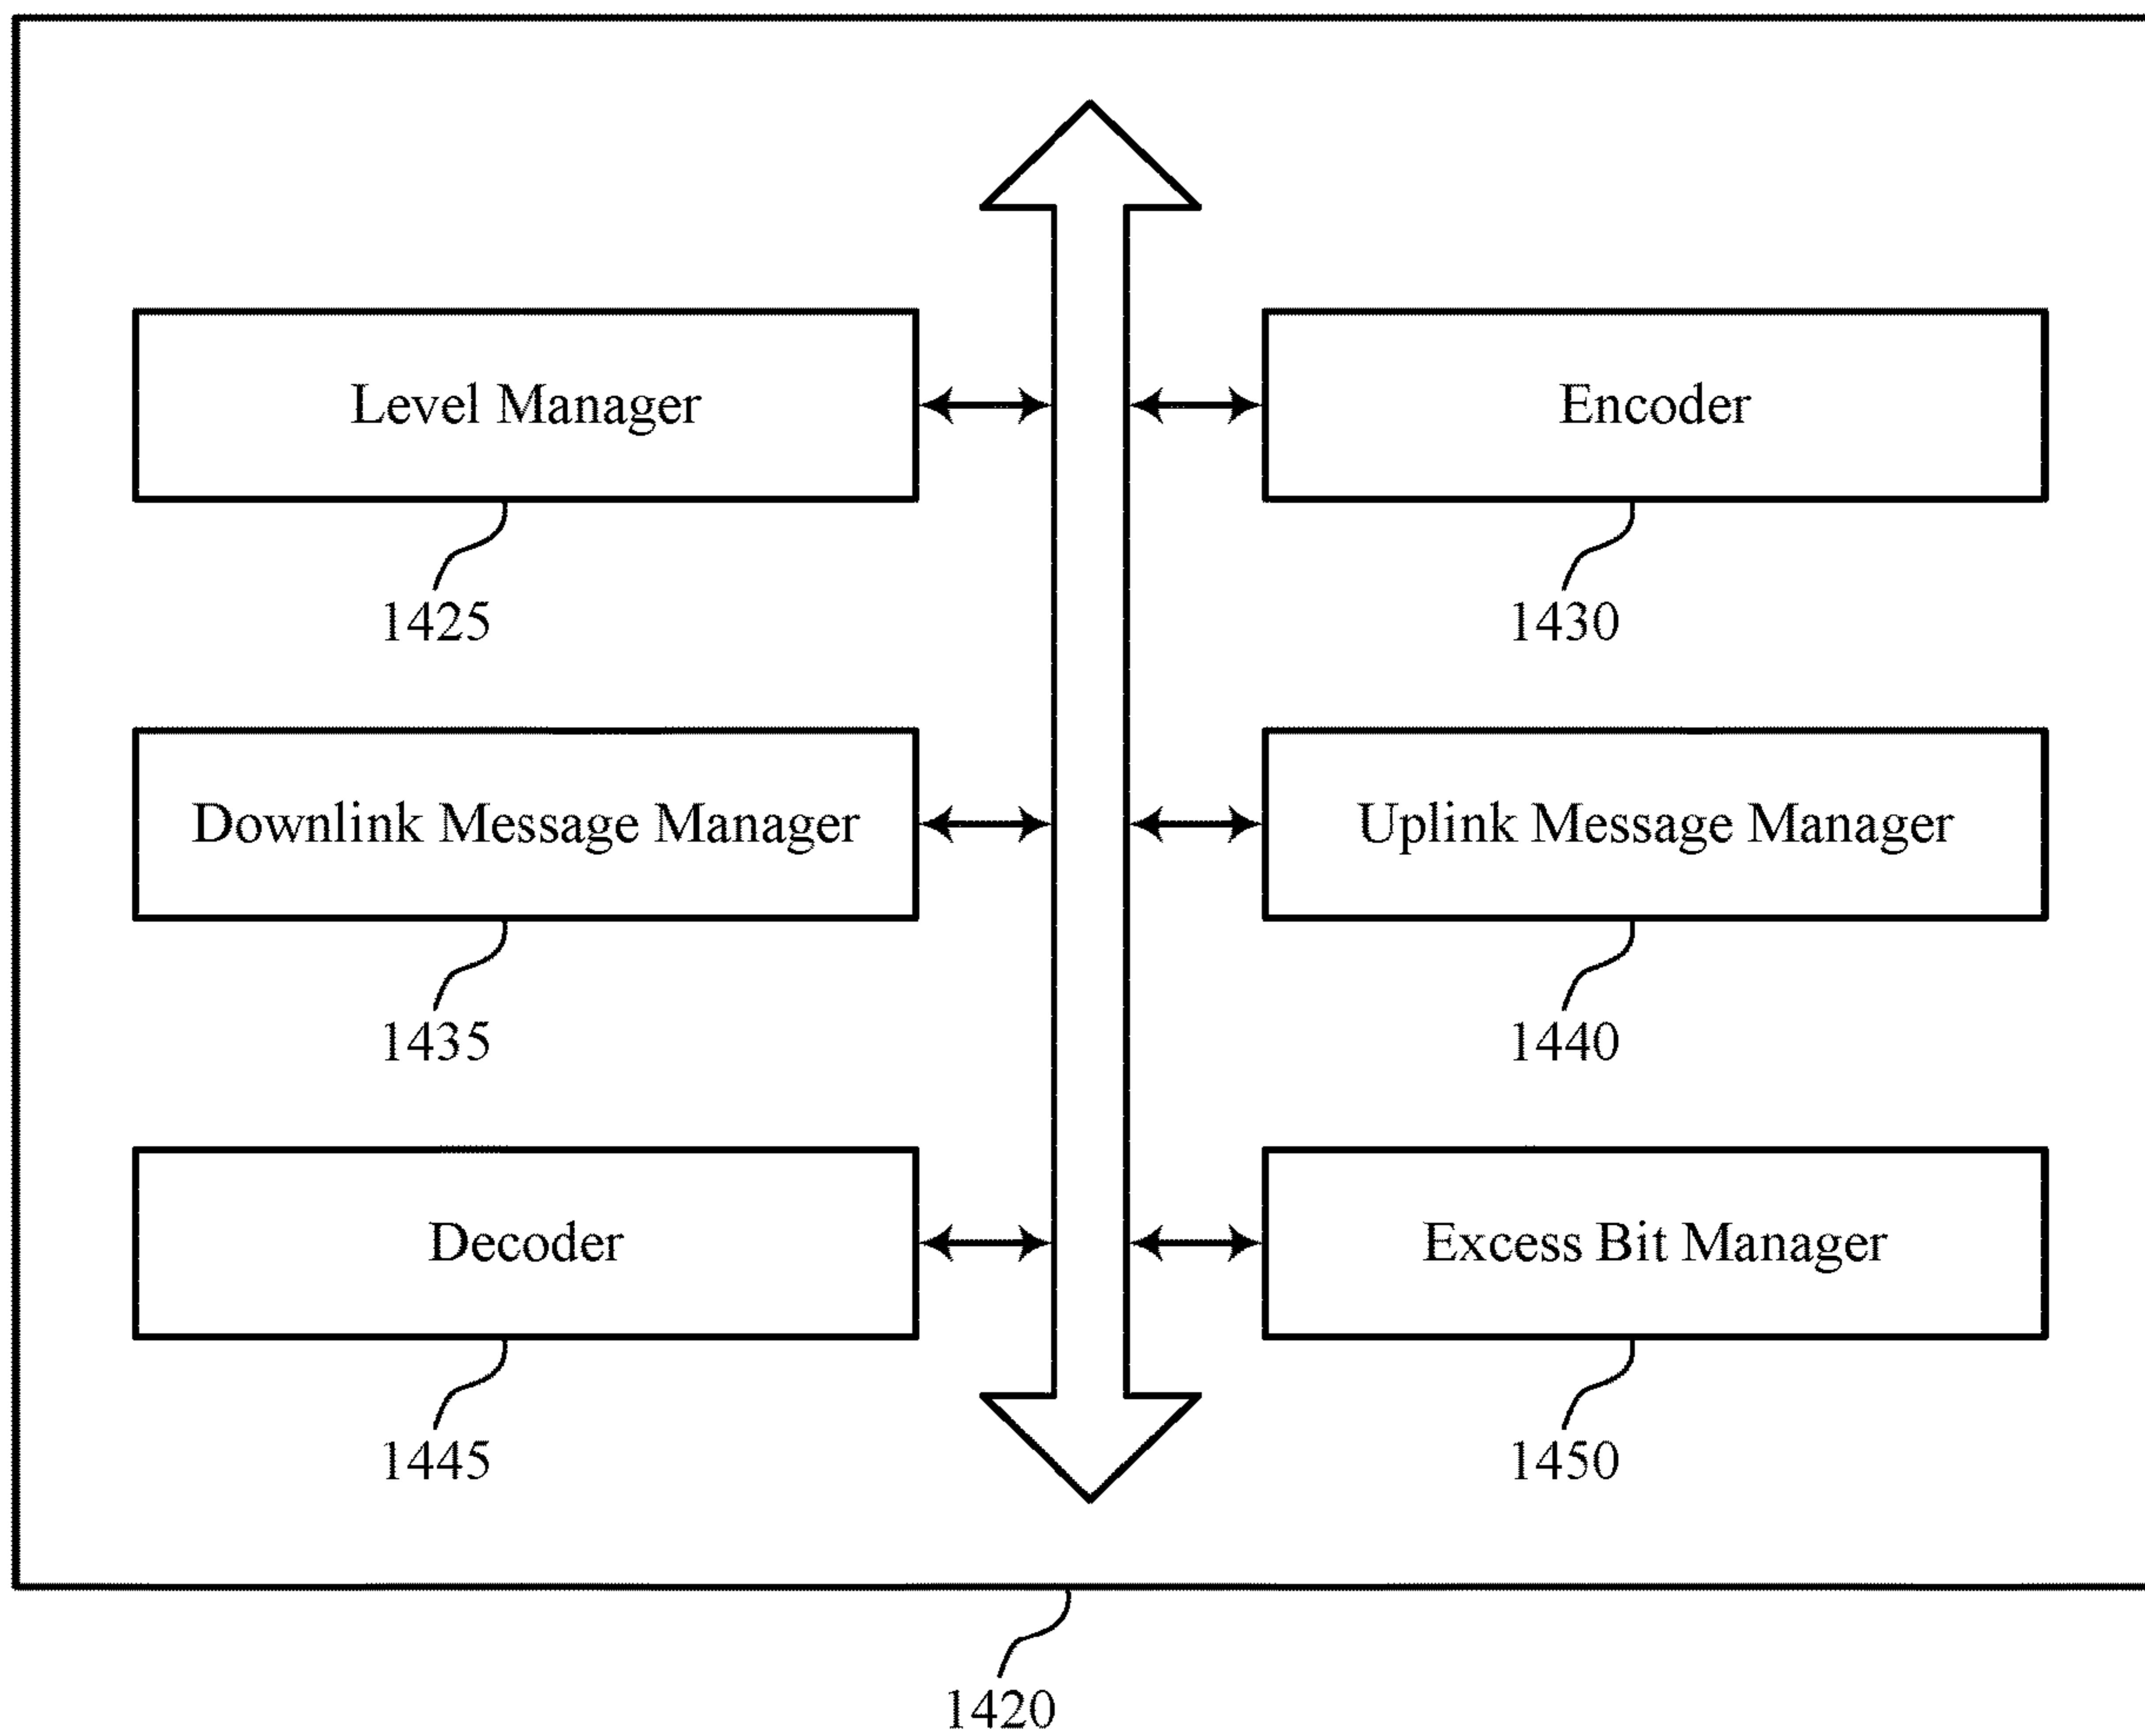 Level Manager
Encoder
1425
1430
Downlink Message Manager
Uplink Message Manager
1435
1440
Decoder
Excess Bit Manager
1445
1450
1420